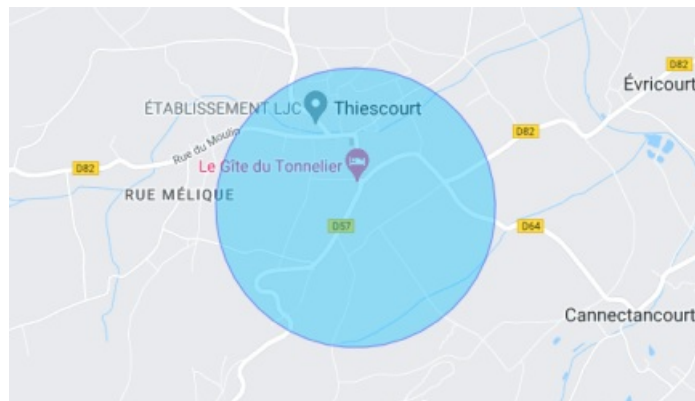 D82
Évricourt
ÉTABLISSEMENT LJC
Thiescourt
D82
Rue du Moulin
Le Gîte du Tonnelier
D82
RUE MÉLIQUE
D57
D64
Cannectancourt